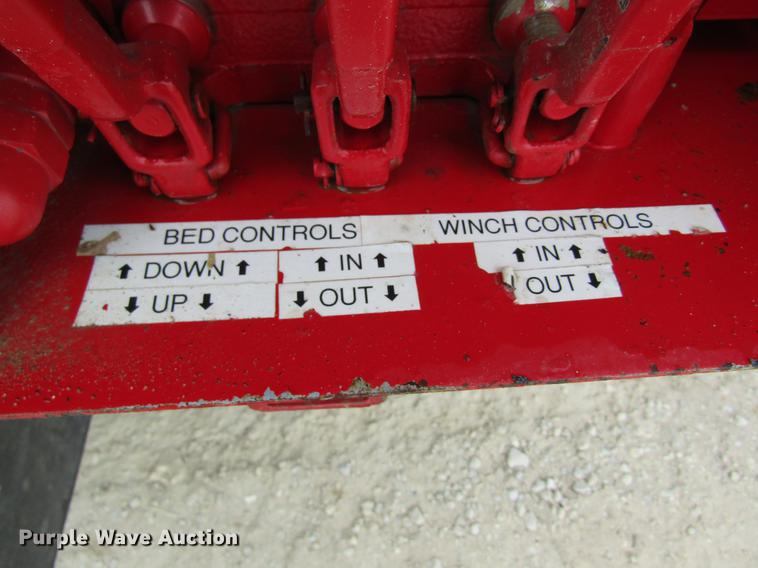 BED CONTROLS WINCH CONTROLS
↑ DOWN ↑ ↑ IN ↑ ↑ IN ↑
↓ UP ↓ ↓ OUT ↓ OUT ↓
Purple Wave Auction